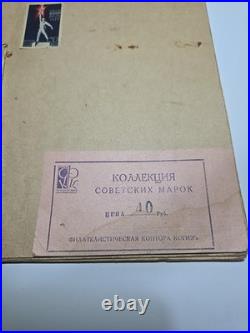 КОЛЛЕКЦИЯ
СОВЕТСКИХ МАРОК
ЦЕНА 40 Руб.
ФИЛАТЕЛИСТИЧЕСКАЯ КОНТОРА КОГИЗ'а